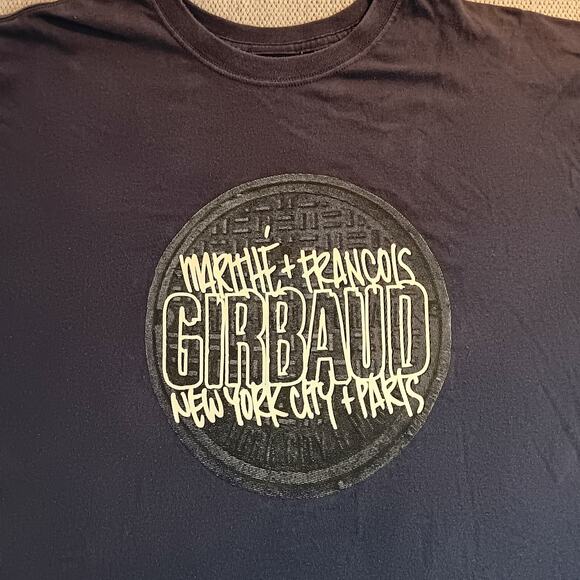 MARITHÉ + FRANCOIS
GIRBAUD
NEW YORK CITY + PARIS